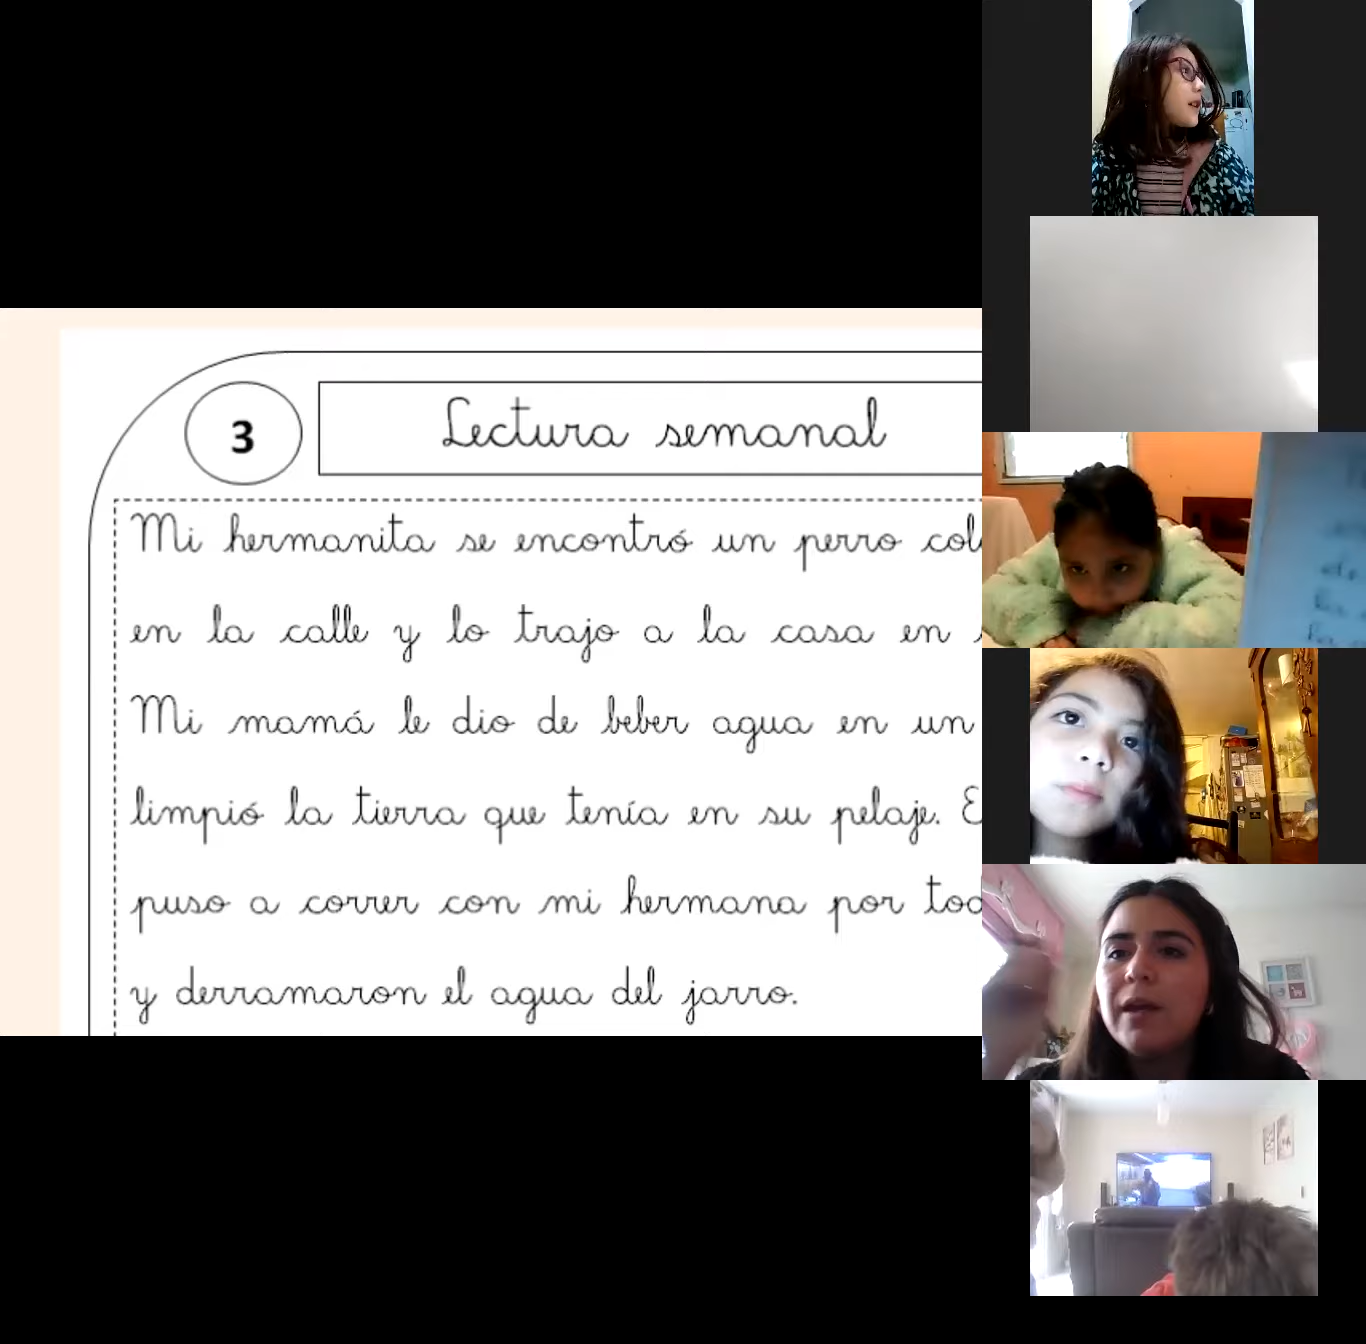 3
Lectura semanal
Mi hermanita se encontró un perro
en la calle y lo trajo a la casa en
Mi mamá le dio de beber agua en un
limpió la tierra que tenía en su pelaje.
puso a correr con mi hermana por
y derramaron el agua del jarro.